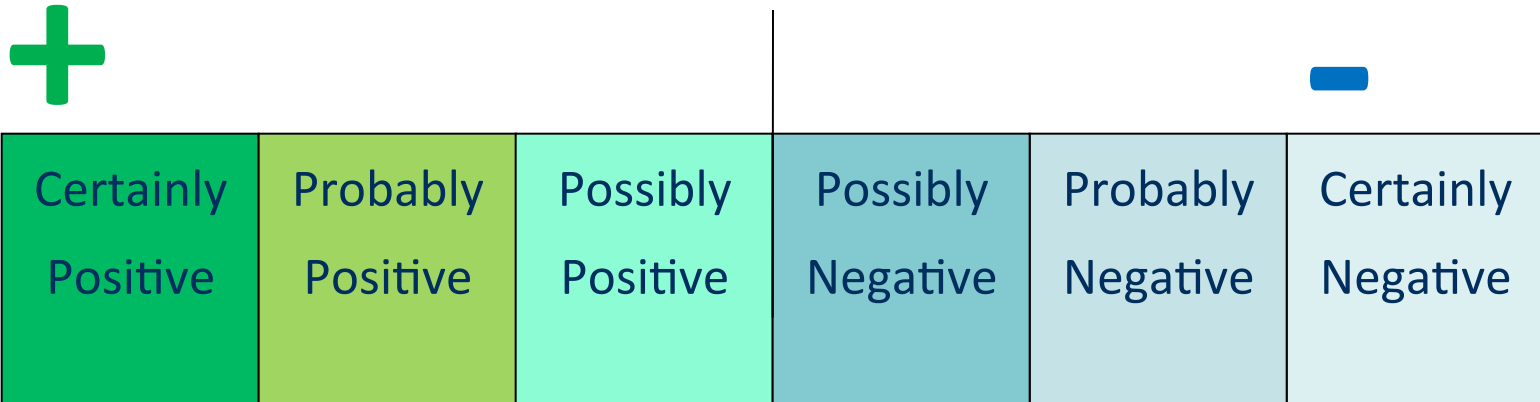 + -
Certainly Probably Possibly Possibly Probably Certainly
Positive Positive Positive Negative Negative Negative